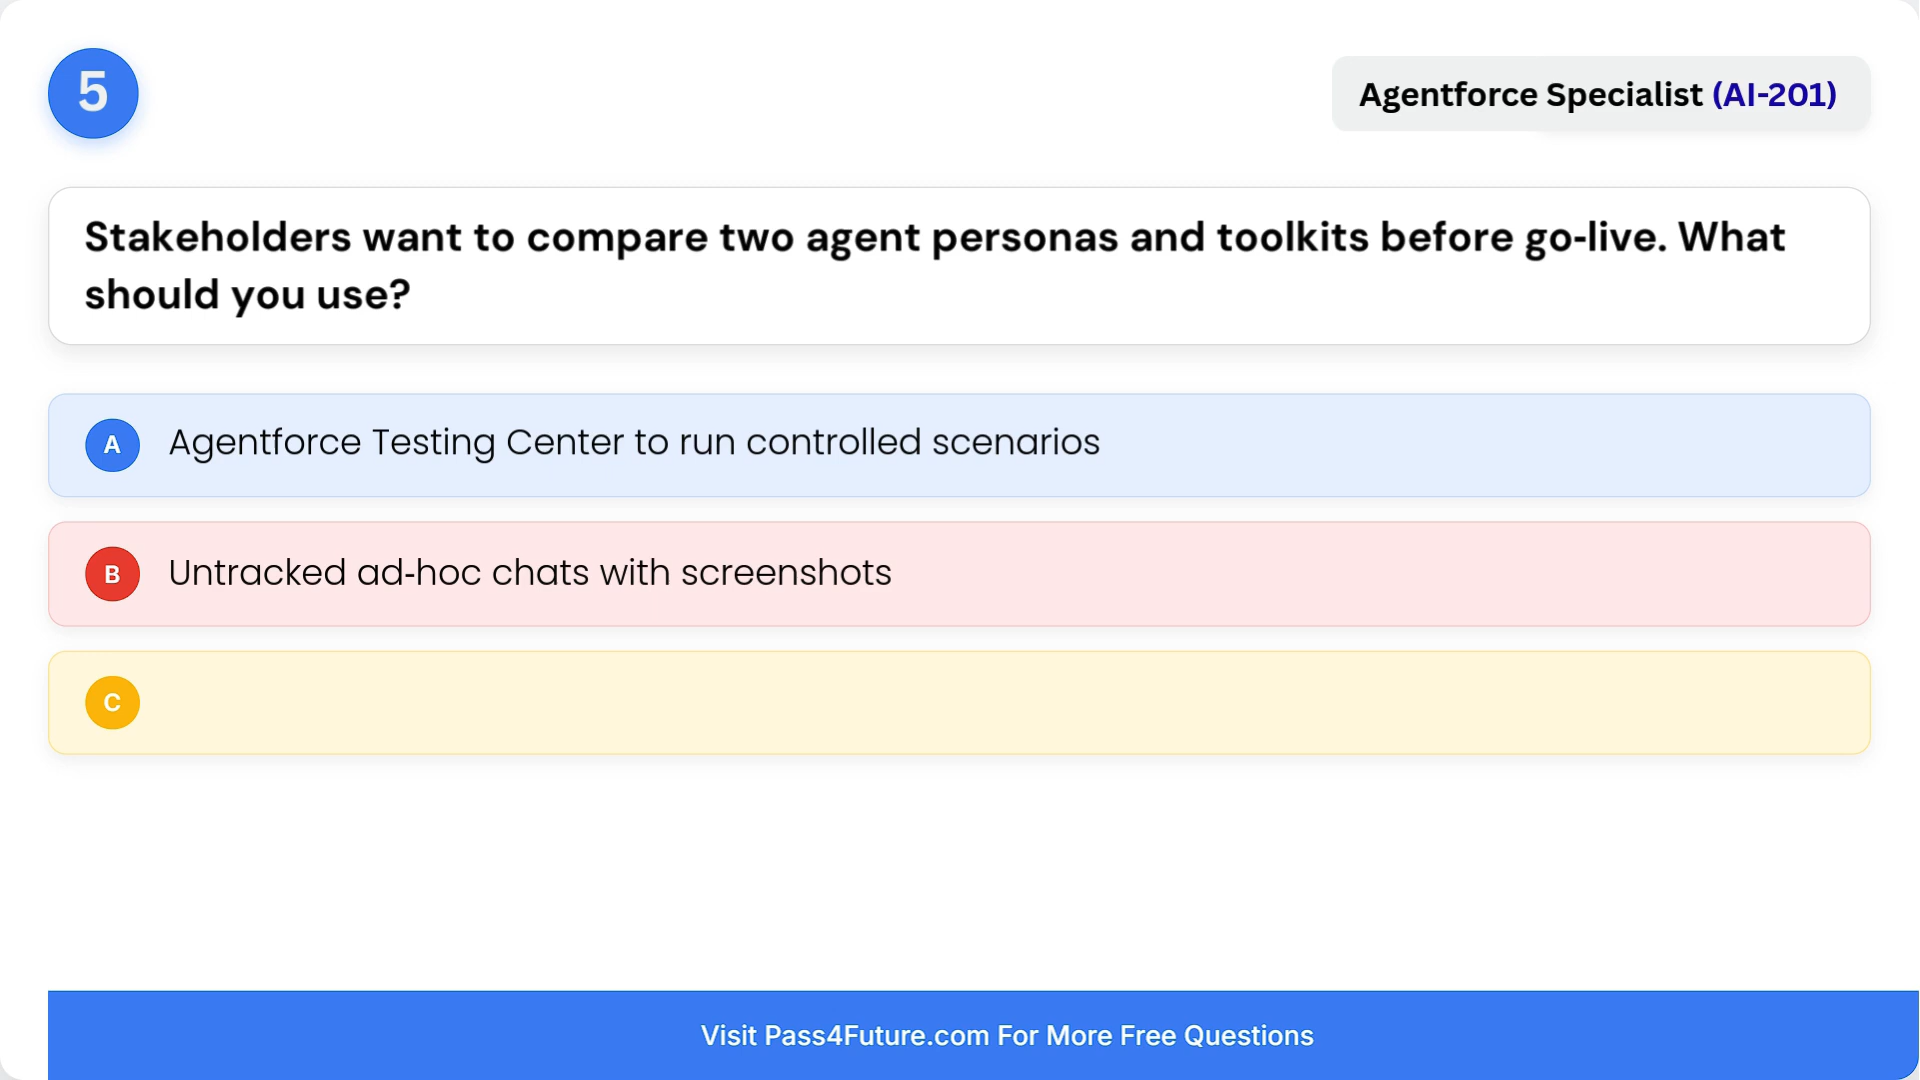 5
Agentforce Specialist (AI-201)
Stakeholders want to compare two agent personas and toolkits before go-live. What
should you use?
A Agentforce Testing Center to run controlled scenarios
B Untracked ad-hoc chats with screenshots
C
Visit Pass4Future.com For More Free Questions